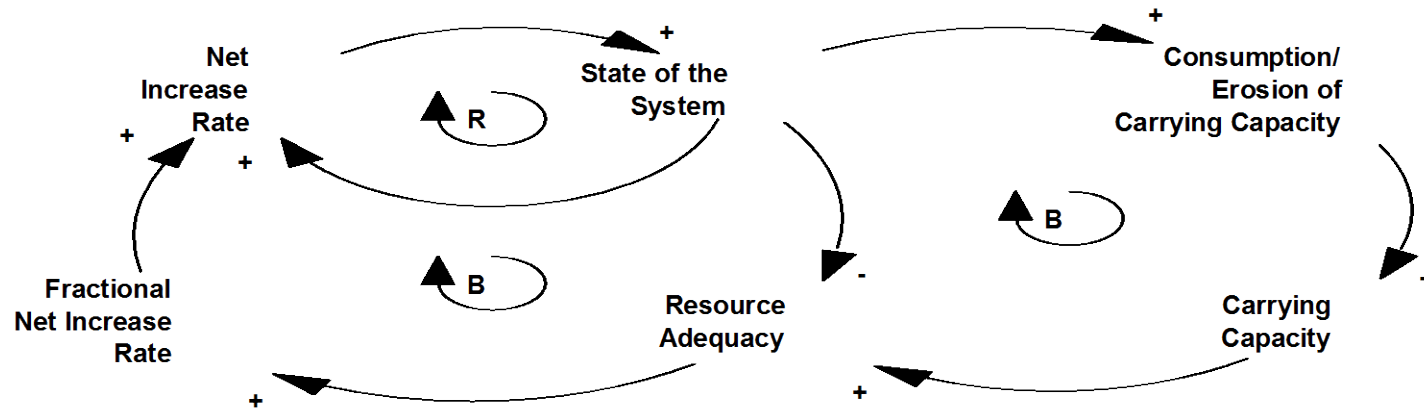 +
Net
Increase
Rate
+
State of the
System
+
Consumption/
Erosion of
Carrying Capacity
+
+
R
B
B
-
-
Fractional
Net Increase
Rate
Resource
Adequacy
Carrying
Capacity
+
+